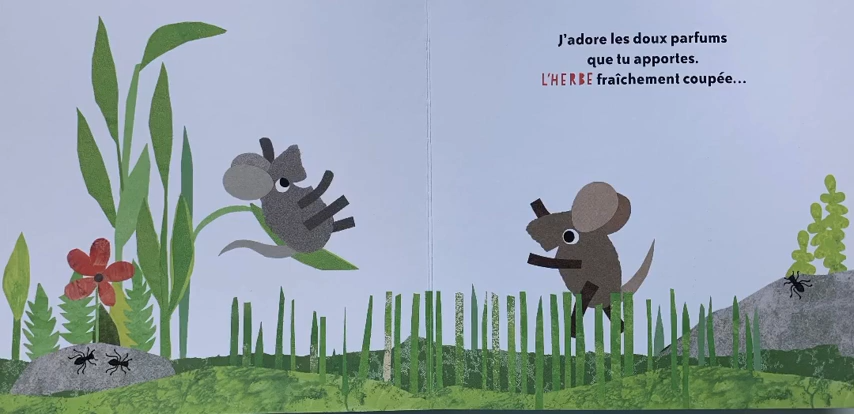 J'adore les doux parfums
que tu apportes.
L'HERBE fraîchement coupée...